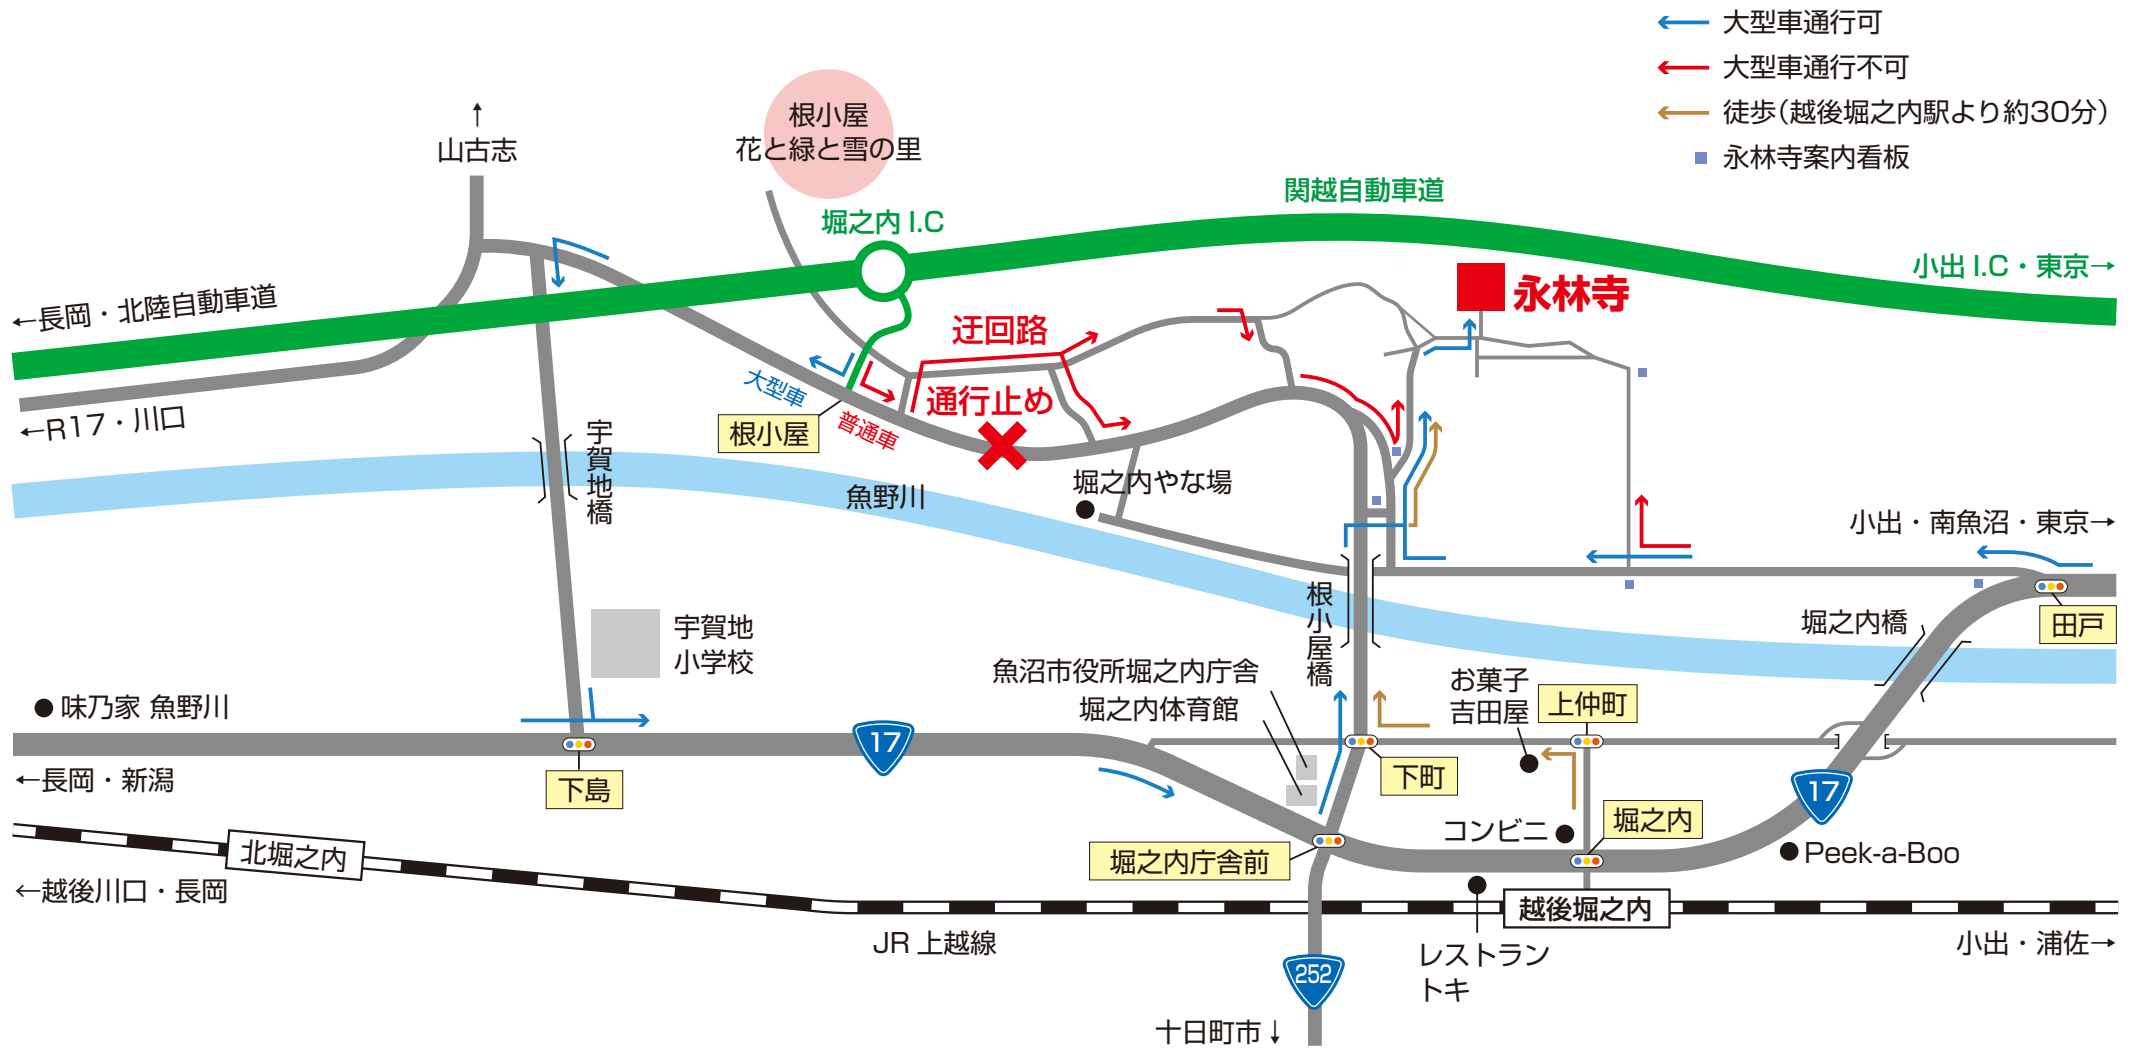 大型車通行可
大型車通行不可
徒歩（越後堀之内駅より約30分）
永林寺案内看板
↑
山古志
根小屋
花と緑と雪の里
堀之内 I.C
関越自動車道
小出 I.C・東京→
永林寺
←長岡・北陸自動車道
←R17・川口
迂回路
通行止め
大型車
普通車
根小屋
宇賀地橋
魚野川
堀之内やな場
小出・南魚沼・東京→
田戸
堀之内橋
根小屋橋
宇賀地
小学校
魚沼市役所堀之内庁舎
堀之内体育館
お菓子
吉田屋
上仲町
味乃家 魚野川
17
←長岡・新潟
下島
下町
17
堀之内
コンビニ
Peek-a-Boo
堀之内庁舎前
北堀之内
←越後川口・長岡
越後堀之内
JR 上越線
小出・浦佐→
レストラン
トキ
252
十日町市↓